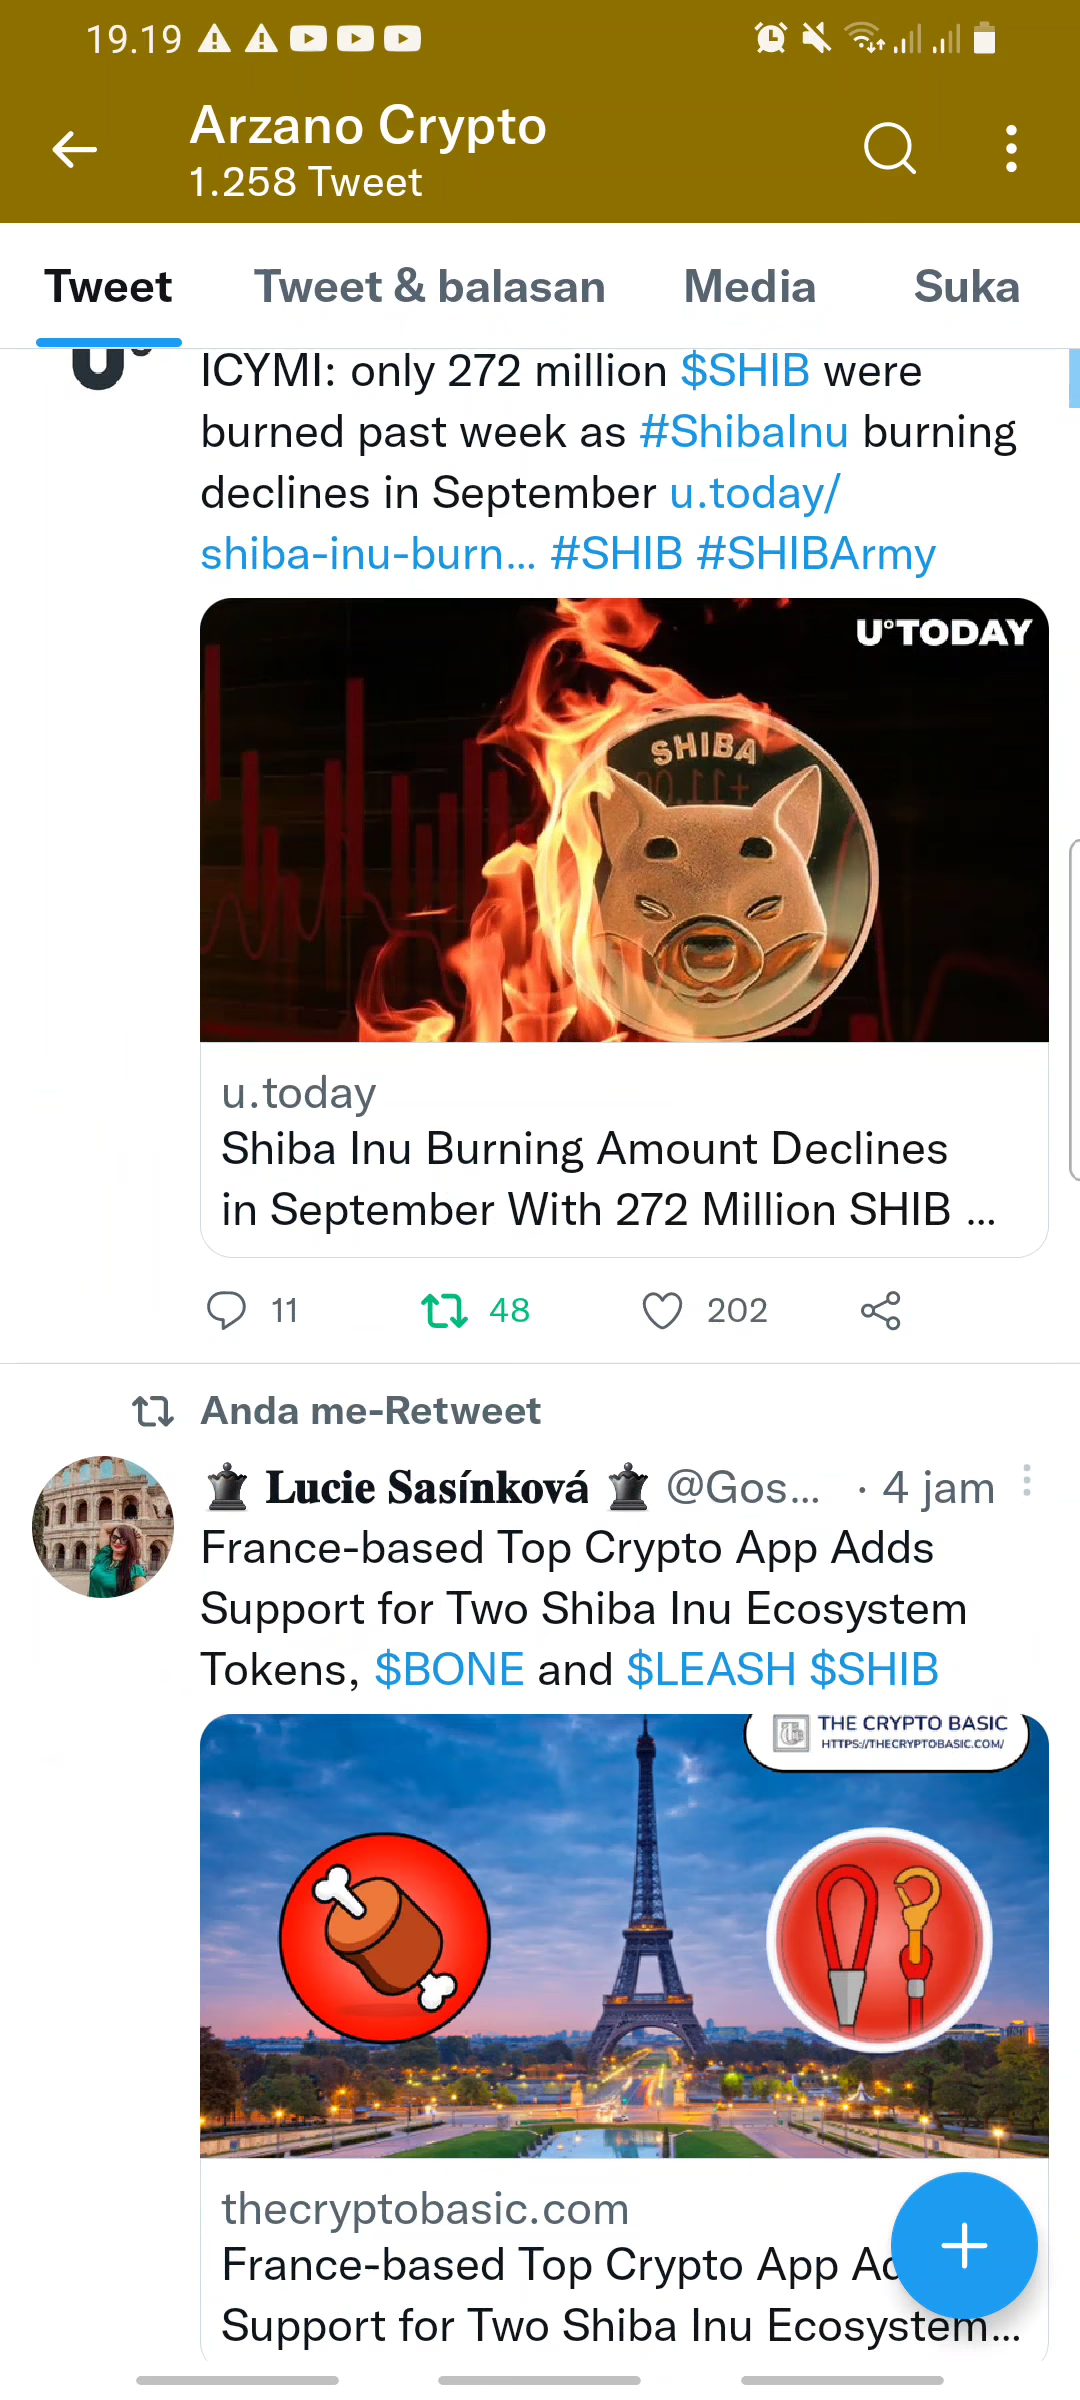 19.19
Arzano Crypto
1.258 Tweet
Tweet
Tweet & balasan
Media
Suka
ICYMI: only 272 million $SHIB were
burned past week as #ShibaInu burning
declines in September u.today/
shiba-inu-burn... #SHIB #SHIBArmy
U°TODAY
SHIBA
u.today
Shiba Inu Burning Amount Declines
in September With 272 Million SHIB ...
11
48
202
Anda me-Retweet
Lucie Sasínková @Gos... · 4 jam
France-based Top Crypto App Adds
Support for Two Shiba Inu Ecosystem
Tokens, $BONE and $LEASH $SHIB
THE CRYPTO BASIC
HTTPS://THECRYPTOBASIC.COM/
thecryptobasic.com
France-based Top Crypto App
Support for Two Shiba Inu Ecosystem...